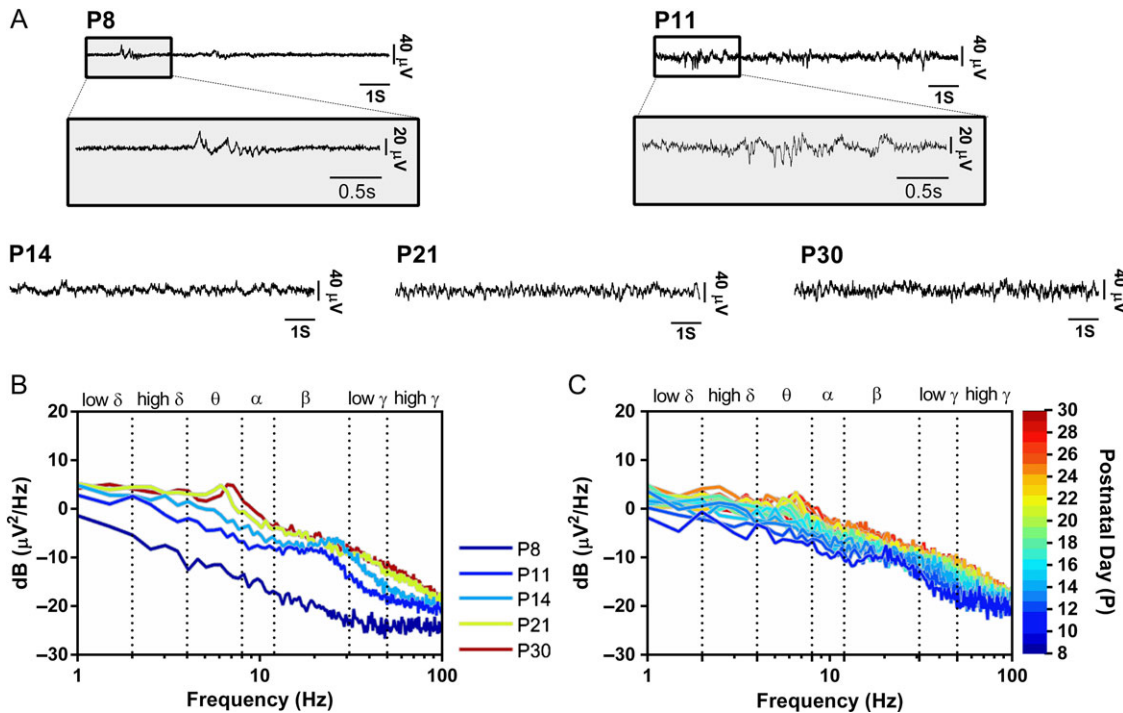 A
P8
40 μV
1S
20 μV
0.5s
P11
40 μV
1S
20 μV
0.5s
P14
40 μV
1S
P21
40 μV
1S
P30
40 μV
1S
B
low δ high δ θ α β low γ high γ
20
10
0
−10
−20
−30
dB (μV²/Hz)
1 10 100
Frequency (Hz)
P8
P11
P14
P21
P30
C
low δ high δ θ α β low γ high γ
20
10
0
−10
−20
−30
dB (μV²/Hz)
1 10 100
Frequency (Hz)
30
28
26
24
22
20
18
16
14
12
10
8
Postnatal Day (P)